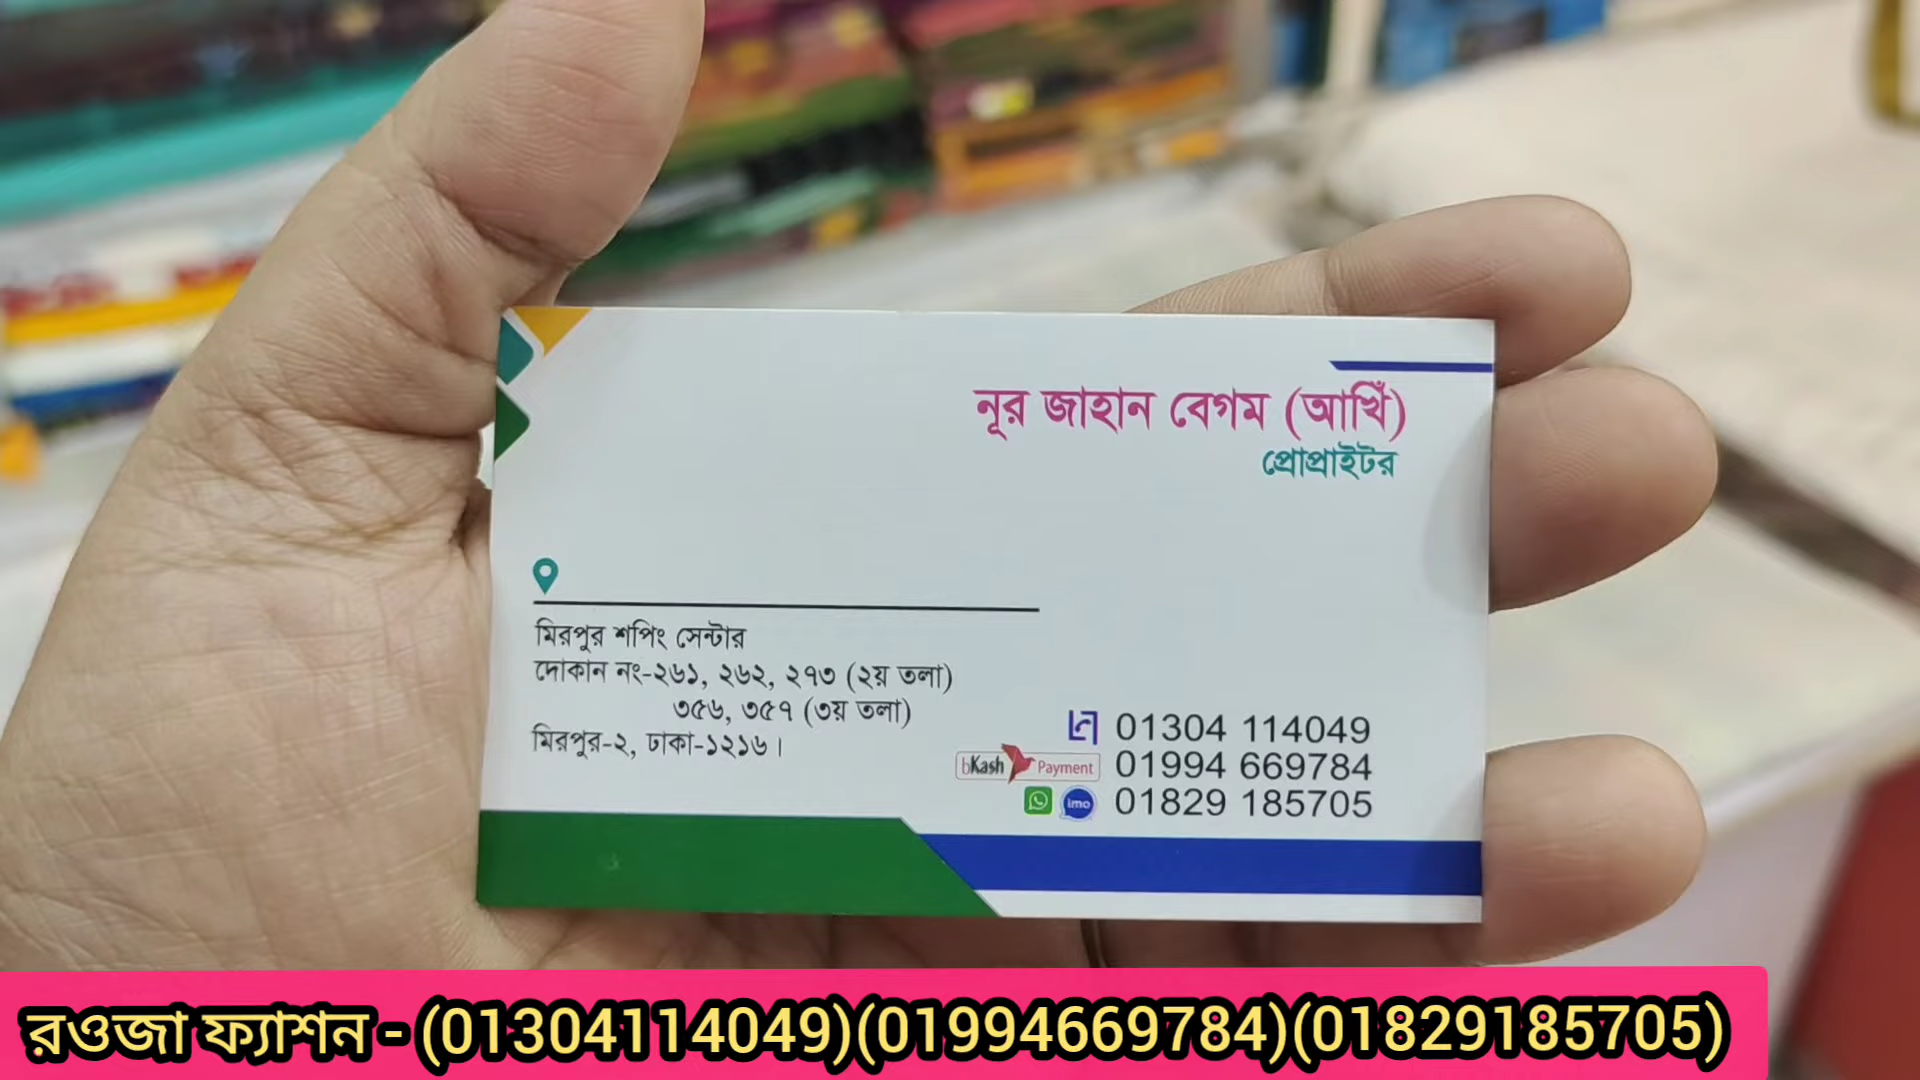 নূর জাহান বেগম (আখিঁ)
প্রোপ্রাইটর
মিরপুর শপিং সেন্টার
দোকান নং-২৬১, ২৬২, ২৭৩ (২য় তলা)
৩৫৬, ৩৫৭ (৩য় তলা)
মিরপুর-২, ঢাকা-১২১৬।
01304 114049
bKash Payment 01994 669784
imo 01829 185705
রওজা ফ্যাশন - (01304114049)(01994669784)(01829185705)